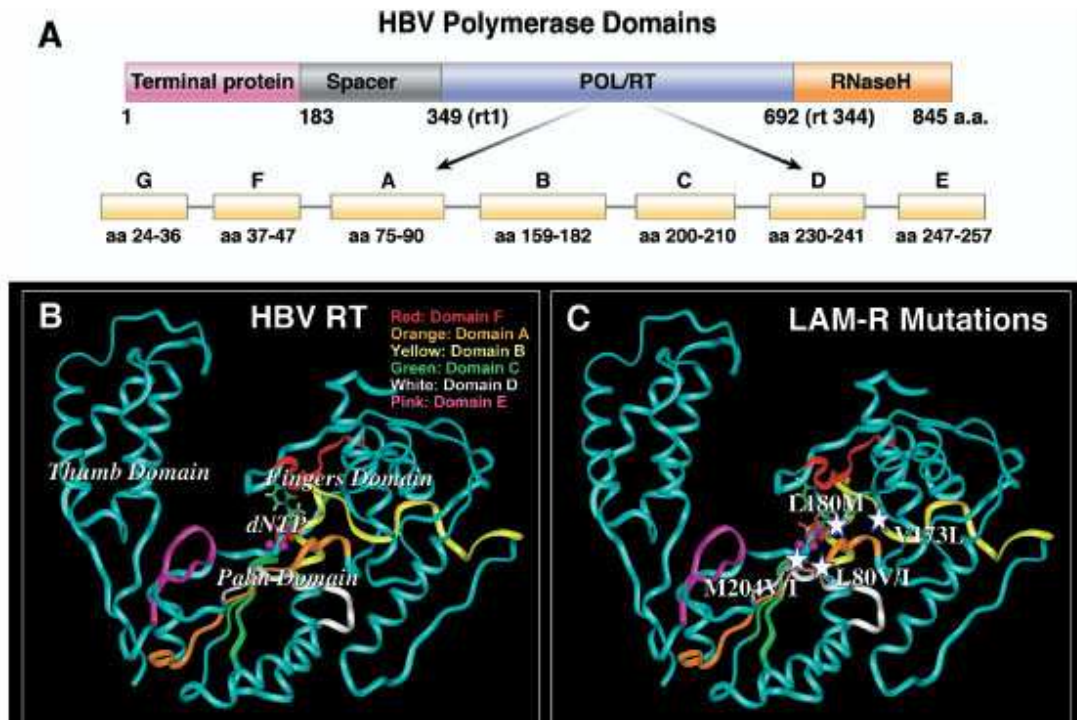 A
HBV Polymerase Domains
Terminal protein Spacer POL/RT RNaseH
1 183 349 (rt1) 692 (rt 344) 845 a.a.
G F A B C D E
aa 24-36 aa 37-47 aa 75-90 aa 159-182 aa 200-210 aa 230-241 aa 247-257
B HBV RT
Red: Domain F
Orange: Domain A
Yellow: Domain B
Green: Domain C
White: Domain D
Pink: Domain E
Thumb Domain
Fingers Domain
dNTP
Palm Domain
C LAM-R Mutations
L180M
V173L
M204V/I
L80V/I